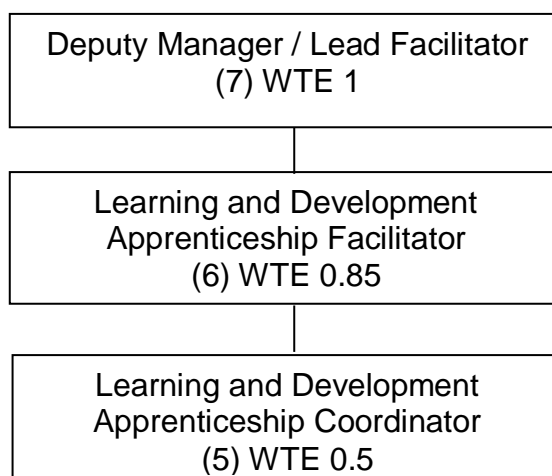 Deputy Manager / Lead Facilitator
(7) WTE 1
Learning and Development
Apprenticeship Facilitator
(6) WTE 0.85
Learning and Development
Apprenticeship Coordinator
(5) WTE 0.5